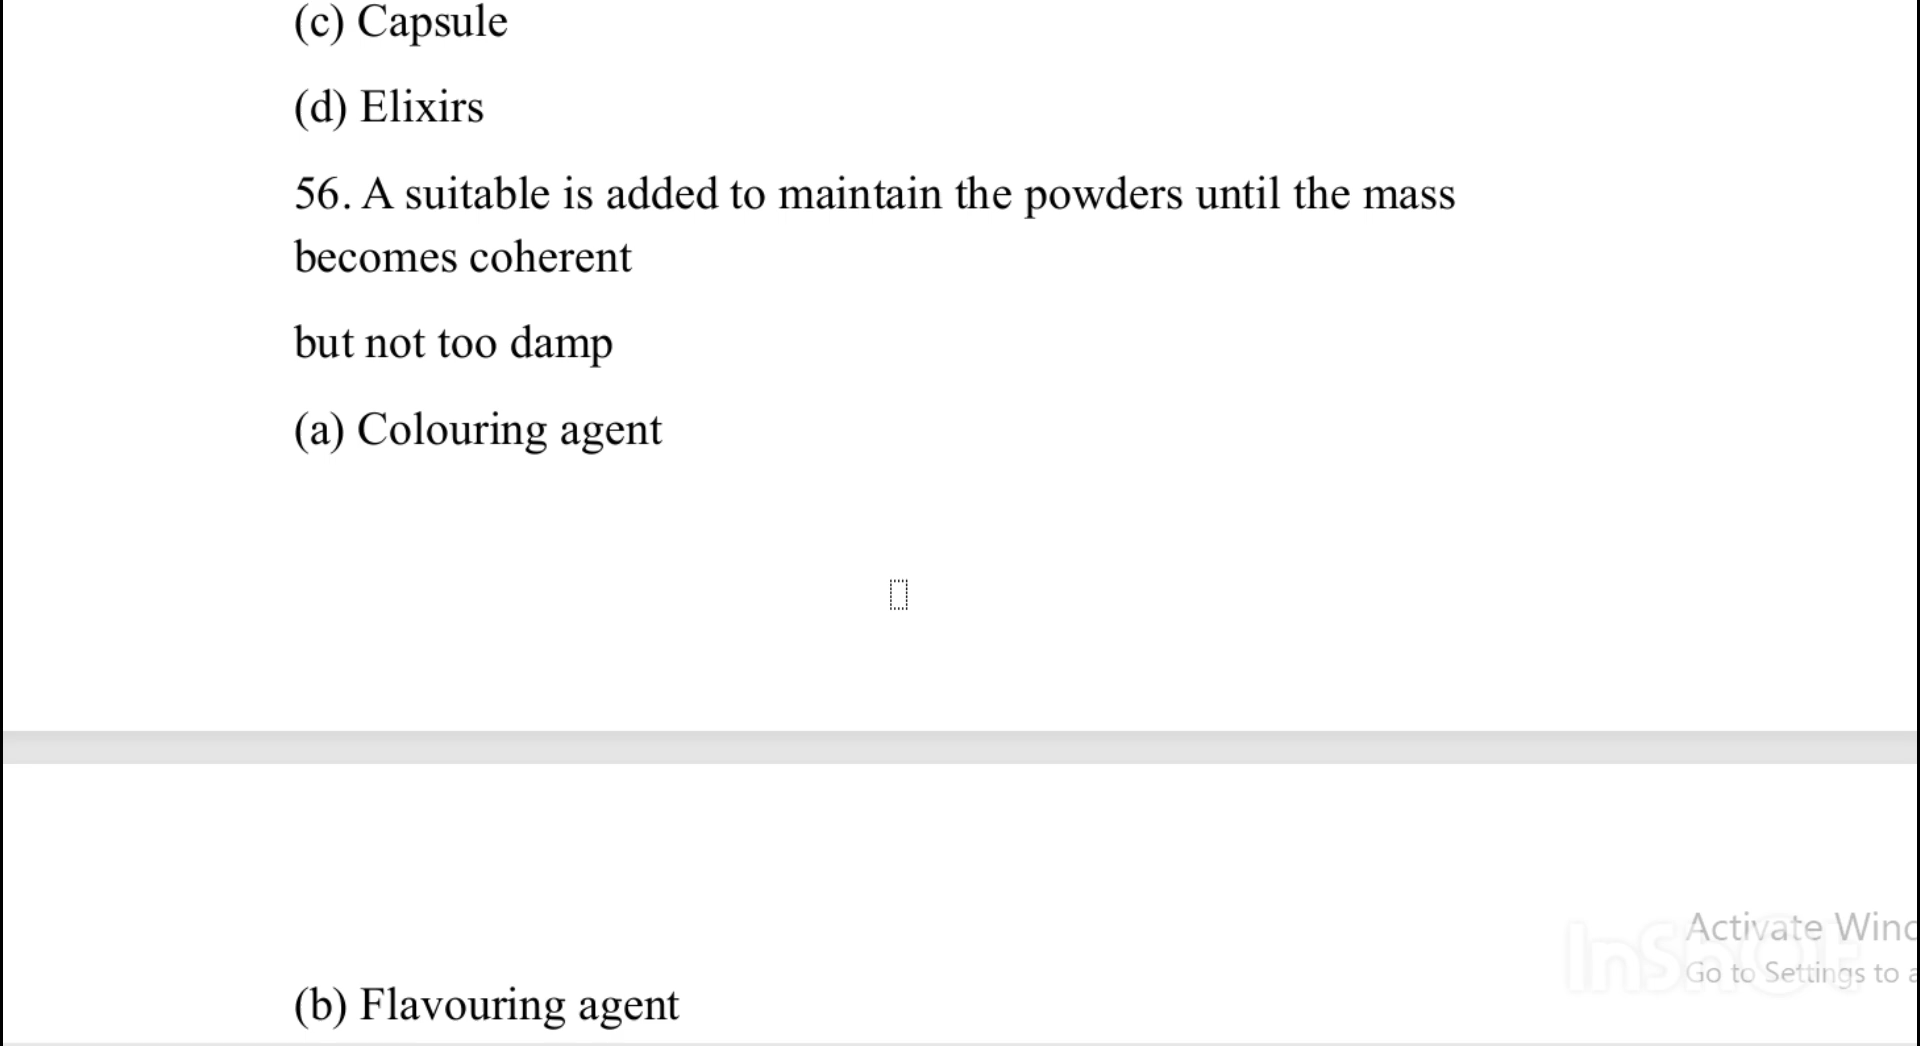 (c) Capsule
(d) Elixirs
56. A suitable is added to maintain the powders until the mass
becomes coherent
but not too damp
(a) Colouring agent
(b) Flavouring agent
Activate Wind
Go to Settings to a
InShOt